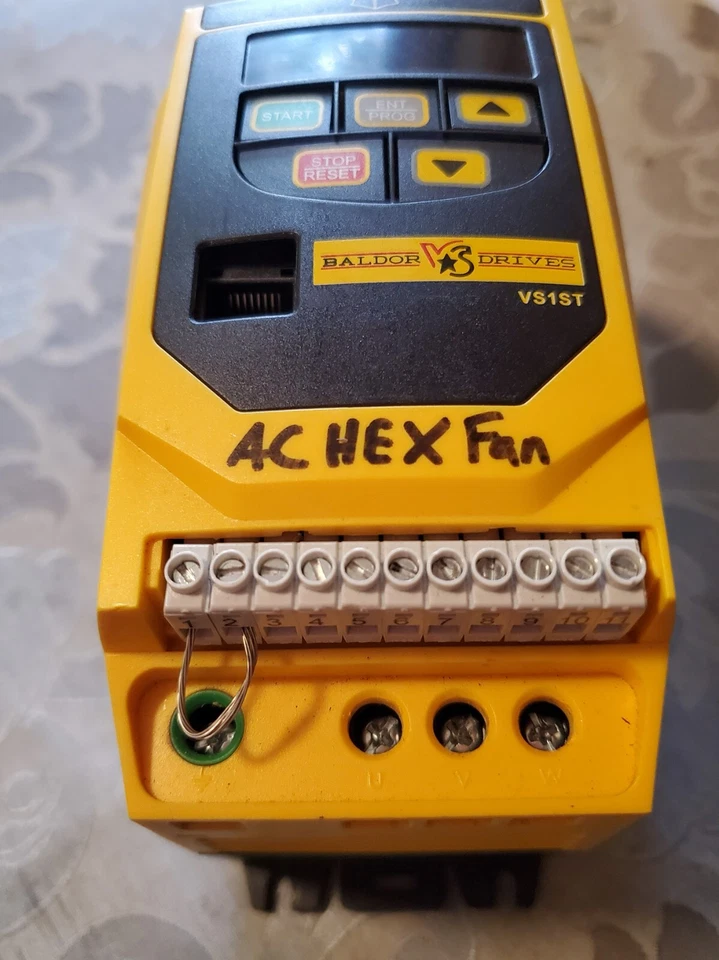 START
ENT
PROG
STOP
RESET
BALDOR VS DRIVES
VS1ST
AC HEX Fan
1 2 3 4 5 6 7 8 9 10 11
U V W